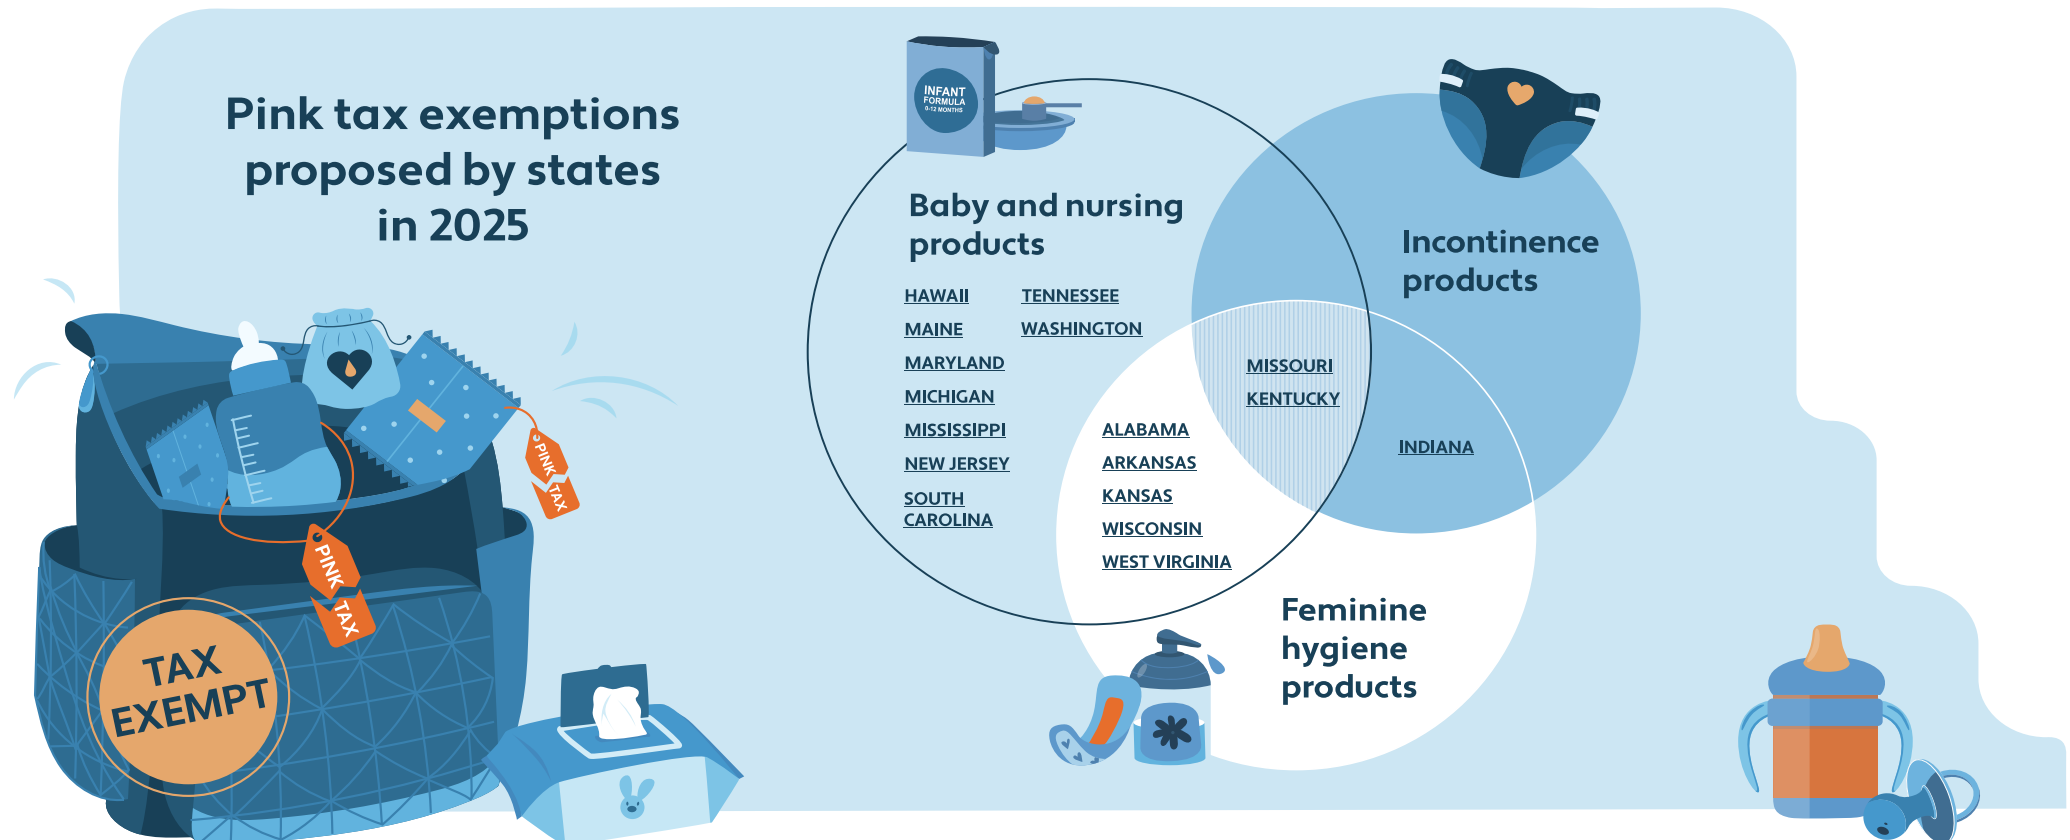 Pink tax exemptions
proposed by states
in 2025
INFANT
FORMULA
0-12 MONTHS
Baby and nursing
products
HAWAII
MAINE
MARYLAND
MICHIGAN
MISSISSIPPI
NEW JERSEY
SOUTH
CAROLINA
TENNESSEE
WASHINGTON
Incontinence
products
MISSOURI
KENTUCKY
INDIANA
ALABAMA
ARKANSAS
KANSAS
WISCONSIN
WEST VIRGINIA
Feminine
hygiene
products
PINK
TAX
PINK
TAX
TAX
EXEMPT